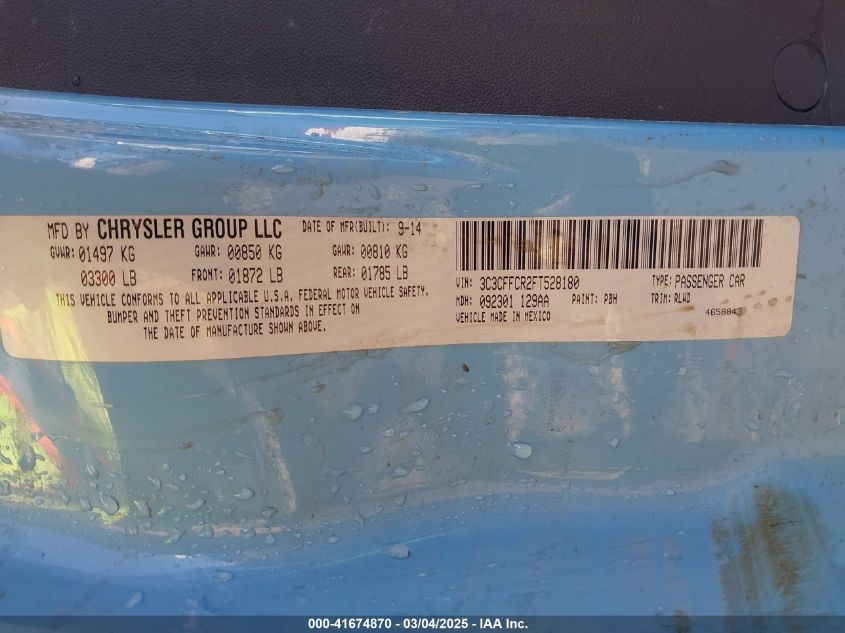 MFD BY CHRYSLER GROUP LLC DATE OF MFR(BUILT): 9-14
GVWR: 01497 KG GAWR: 00850 KG GAWR: 00810 KG
03300 LB FRONT: 01872 LB REAR: 01785 LB
THIS VEHICLE CONFORMS TO ALL APPLICABLE U.S.A. FEDERAL MOTOR VEHICLE SAFETY,
BUMPER AND THEFT PREVENTION STANDARDS IN EFFECT ON
THE DATE OF MANUFACTURE SHOWN ABOVE.
VIN: 3C3CFFCR2FT528180 TYPE: PASSENGER CAR
MDH: 092301 129AA PAINT: PBH TRIM: RLWD
VEHICLE MADE IN MEXICO 4658843
000-41674870 - 03/04/2025 - IAA Inc.